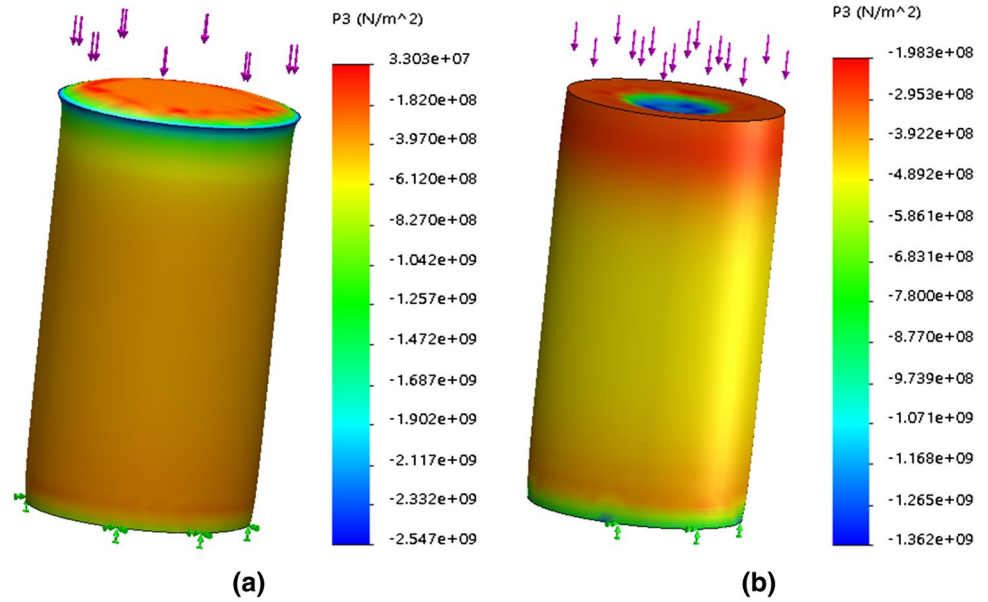 P3 (N/m^2)
3.303e+07
-1.820e+08
-3.970e+08
-6.120e+08
-8.270e+08
-1.042e+09
-1.257e+09
-1.472e+09
-1.687e+09
-1.902e+09
-2.117e+09
-2.332e+09
-2.547e+09
(a)
P3 (N/m^2)
-1.983e+08
-2.953e+08
-3.922e+08
-4.892e+08
-5.861e+08
-6.831e+08
-7.800e+08
-8.770e+08
-9.739e+08
-1.071e+09
-1.168e+09
-1.265e+09
-1.362e+09
(b)